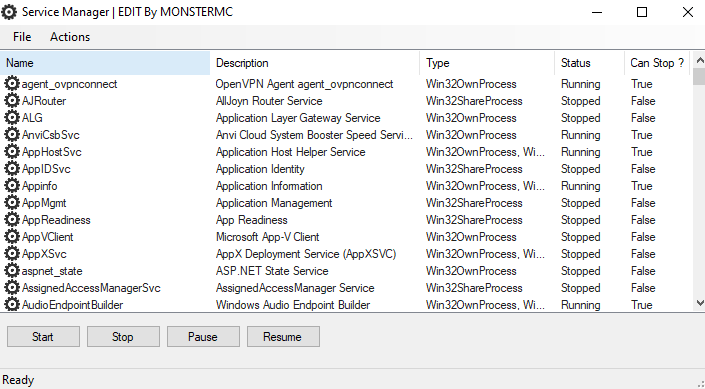 Service Manager | EDIT By MONSTERMC
File Actions
Name Description Type Status Can Stop ?
agent_ovpnconnect OpenVPN Agent agent_ovpnconnect Win32OwnProcess Running True
AJRouter AllJoyn Router Service Win32ShareProcess Stopped False
ALG Application Layer Gateway Service Win32OwnProcess Stopped False
AnviCsbSvc Anvi Cloud System Booster Speed Servi... Win32OwnProcess Running True
AppHostSvc Application Host Helper Service Win32OwnProcess, Wi... Running True
AppIDSvc Application Identity Win32ShareProcess Stopped False
Appinfo Application Information Win32OwnProcess, Wi... Running True
AppMgmt Application Management Win32ShareProcess Stopped False
AppReadiness App Readiness Win32ShareProcess Stopped False
AppVClient Microsoft App-V Client Win32OwnProcess Stopped False
AppXSvc AppX Deployment Service (AppXSVC) Win32OwnProcess, Wi... Stopped False
aspnet_state ASP.NET State Service Win32OwnProcess Stopped False
AssignedAccessManagerSvc AssignedAccessManager Service Win32ShareProcess Stopped False
AudioEndpointBuilder Windows Audio Endpoint Builder Win32OwnProcess, Wi... Running True
Start Stop Pause Resume
Ready